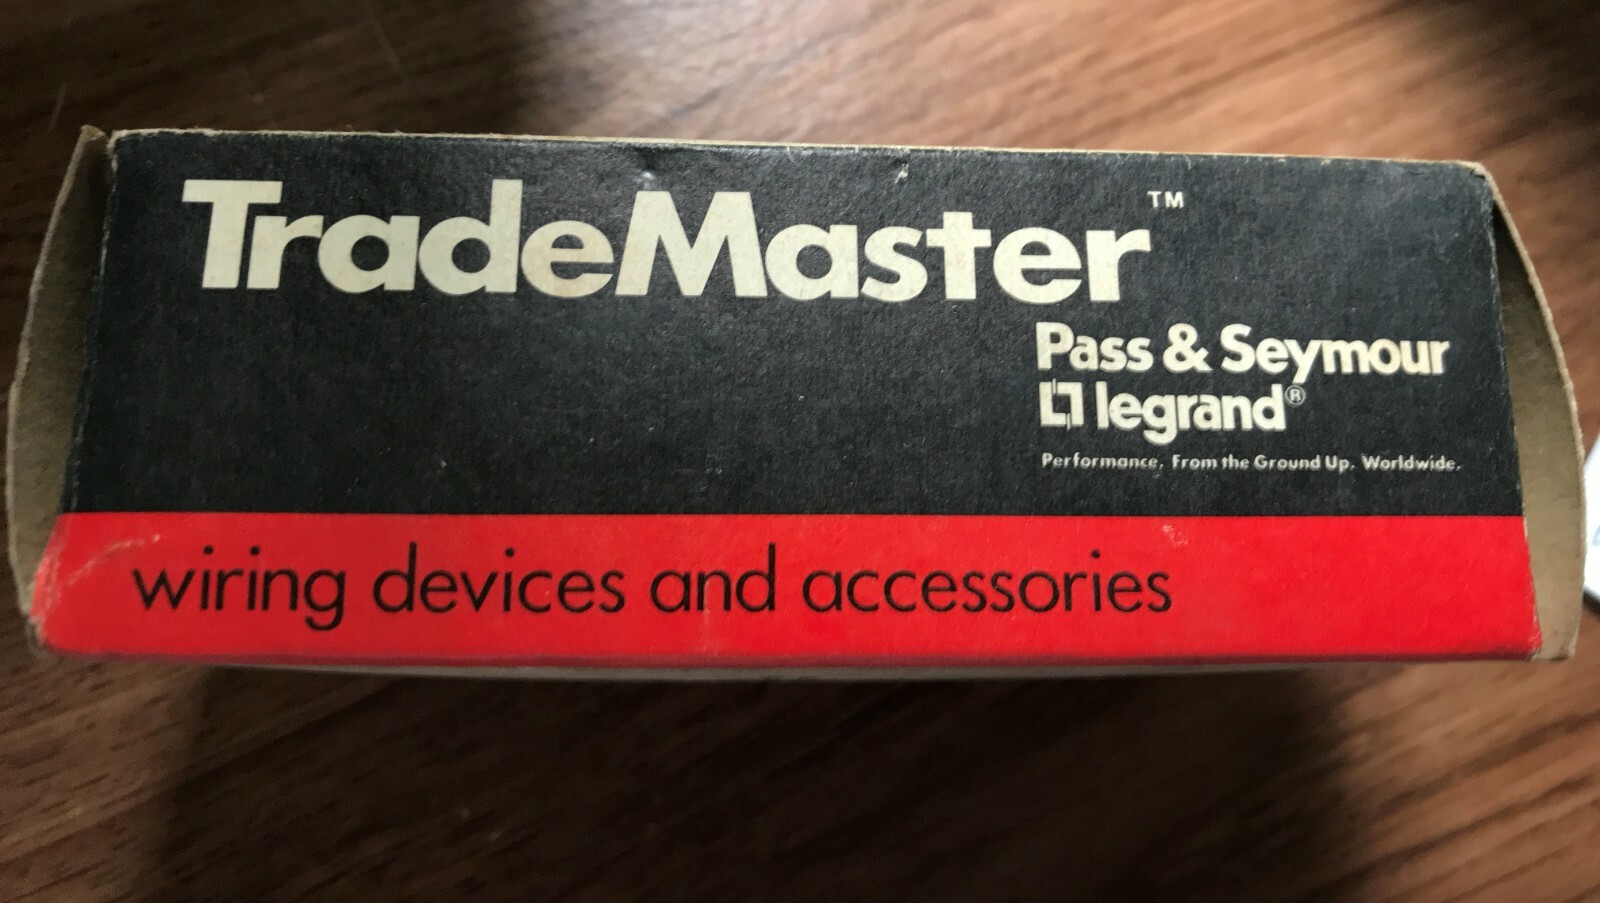 TradeMaster™
Pass & Seymour
legrand®
Performance. From the Ground Up. Worldwide.
wiring devices and accessories